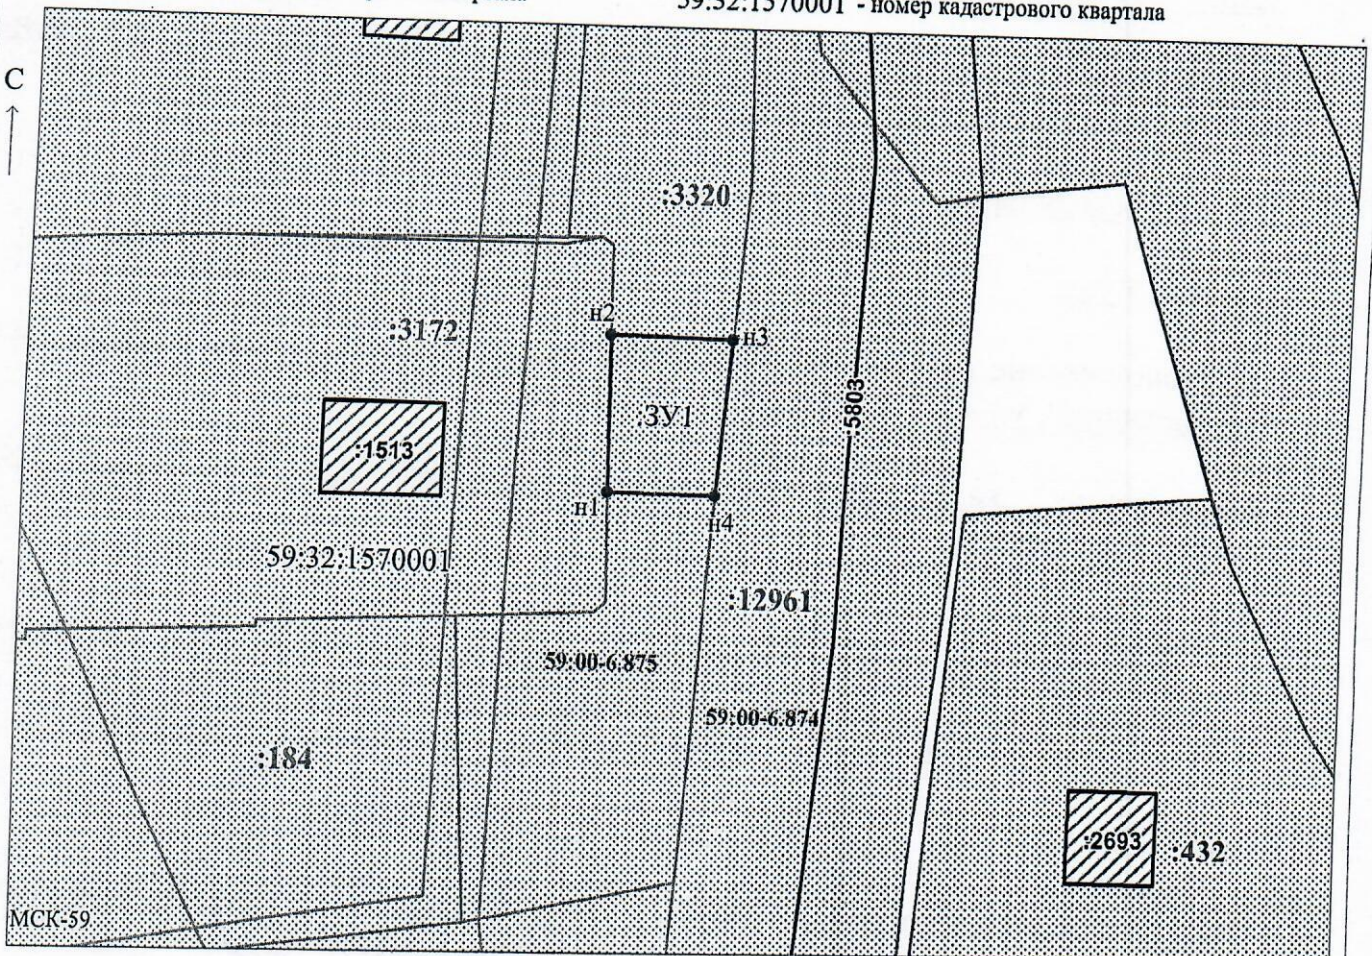 59:32:1570001 - номер кадастрового квартала
С
:3320
н2
н3
:3172
:5803
:ЗУ1
:1513
н1
н4
59:32:1570001
:12961
59:00-6.875
59:00-6.874
:184
:2693
:432
МСК-59